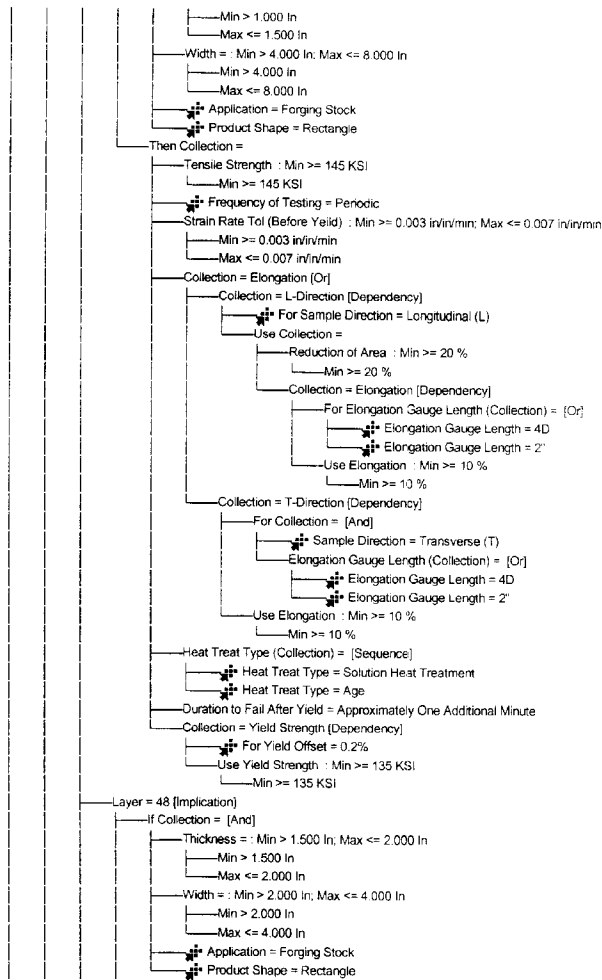 Min > 1.000 In
Max <= 1.500 In
Width = : Min > 4.000 In; Max <= 8.000 In
Min > 4.000 In
Max <= 8.000 In
Application = Forging Stock
Product Shape = Rectangle
Then Collection =
Tensile Strength : Min >= 145 KSI
Min >= 145 KSI
Frequency of Testing = Periodic
Strain Rate Tol (Before Yeild) : Min >= 0.003 in/in/min; Max <= 0.007 in/in/min
Min >= 0.003 in/in/min
Max <= 0.007 in/in/min
Collection = Elongation [Or]
Collection = L-Direction [Dependency]
For Sample Direction = Longitudinal (L)
Use Collection =
Reduction of Area : Min >= 20 %
Min >= 20 %
Collection = Elongation [Dependency]
For Elongation Gauge Length (Collection) = [Or]
Elongation Gauge Length = 4D
Elongation Gauge Length = 2"
Use Elongation : Min >= 10 %
Min >= 10 %
Collection = T-Direction [Dependency]
For Collection = [And]
Sample Direction = Transverse (T)
Elongation Gauge Length (Collection) = [Or]
Elongation Gauge Length = 4D
Elongation Gauge Length = 2"
Use Elongation : Min >= 10 %
Min >= 10 %
Heat Treat Type (Collection) = [Sequence]
Heat Treat Type = Solution Heat Treatment
Heat Treat Type = Age
Duration to Fail After Yield = Approximately One Additional Minute
Collection = Yield Strength [Dependency]
For Yield Offset = 0.2%
Use Yield Strength : Min >= 135 KSI
Min >= 135 KSI
Layer = 48 [Implication]
If Collection = [And]
Thickness = : Min > 1.500 In; Max <= 2.000 In
Min > 1.500 In
Max <= 2.000 In
Width = : Min > 2.000 In; Max <= 4.000 In
Min > 2.000 In
Max <= 4.000 In
Application = Forging Stock
Product Shape = Rectangle